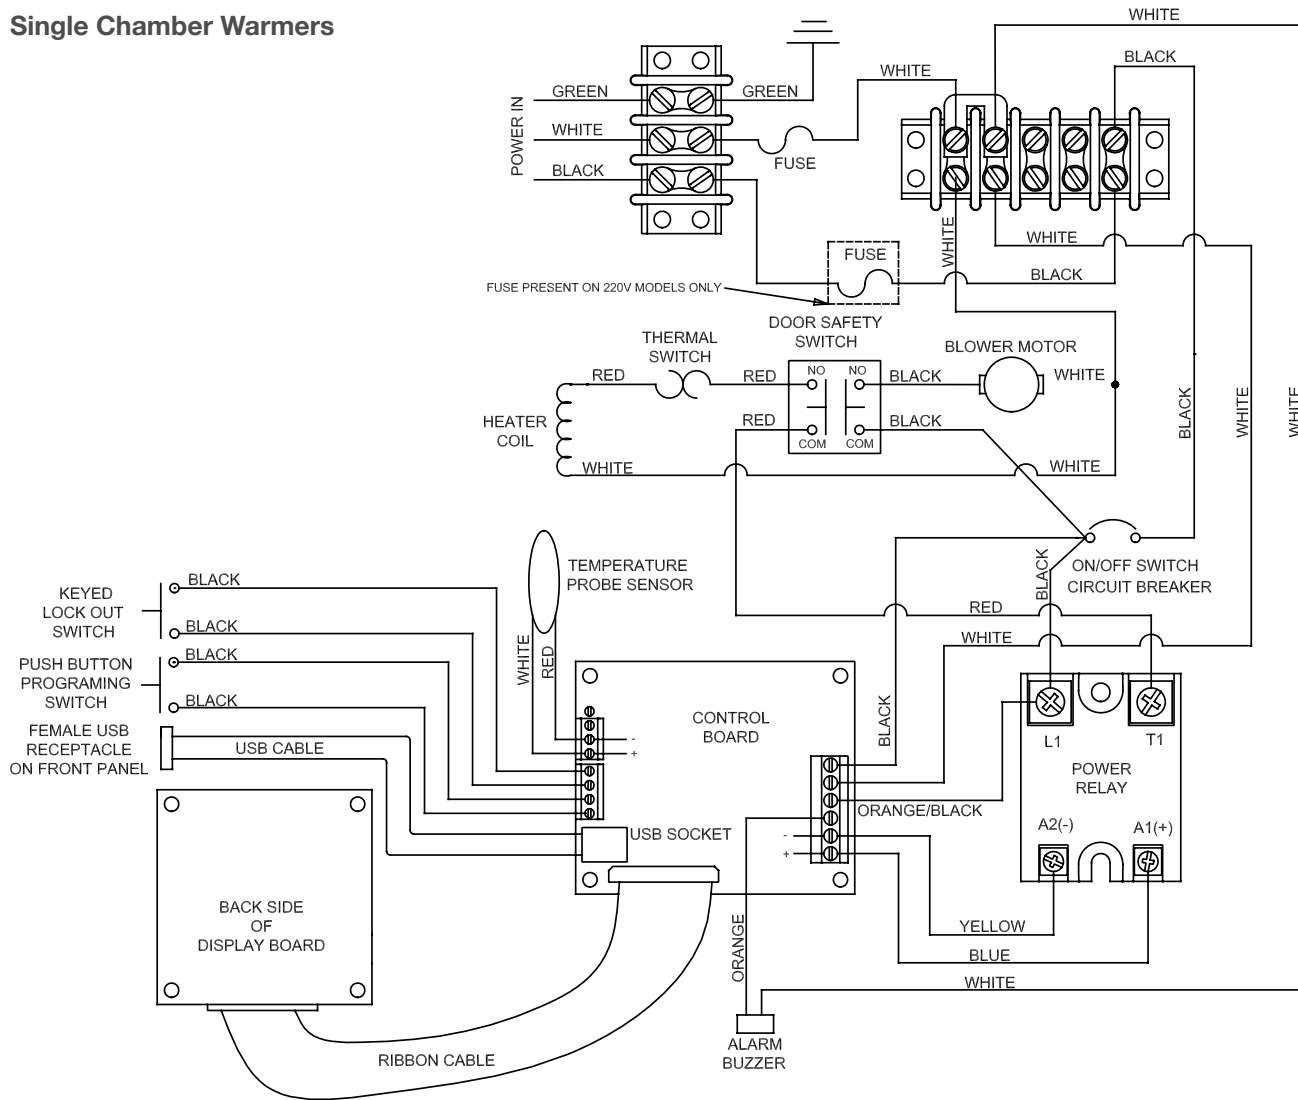 Single Chamber Warmers
WHITE
BLACK
WHITE
POWER IN
GREEN
GREEN
WHITE
FUSE
BLACK
WHITE
WHITE
FUSE
BLACK
FUSE PRESENT ON 220V MODELS ONLY
DOOR SAFETY
SWITCH
THERMAL
SWITCH
BLOWER MOTOR
RED
RED
NO
NO
BLACK
WHITE
HEATER
COIL
RED
COM
COM
BLACK
BLACK
WHITE
WHITE
WHITE
WHITE
TEMPERATURE
PROBE SENSOR
ON/OFF SWITCH
CIRCUIT BREAKER
BLACK
KEYED
LOCK OUT
SWITCH
BLACK
BLACK
RED
WHITE
WHITE
RED
PUSH BUTTON
PROGRAMING
SWITCH
BLACK
BLACK
FEMALE USB
RECEPTACLE
ON FRONT PANEL
USB CABLE
-
+
CONTROL
BOARD
BLACK
L1
T1
POWER
RELAY
ORANGE/BLACK
A2(-)
A1(+)
USB SOCKET
-
+
BACK SIDE
OF
DISPLAY BOARD
ORANGE
YELLOW
BLUE
WHITE
RIBBON CABLE
ALARM
BUZZER